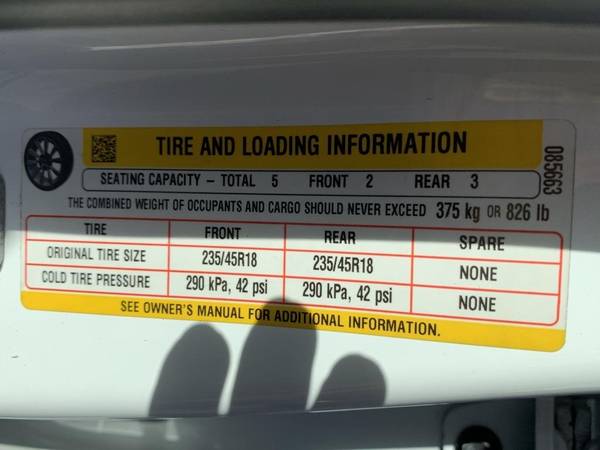 TIRE AND LOADING INFORMATION
085663
SEATING CAPACITY – TOTAL 5 FRONT 2 REAR 3
THE COMBINED WEIGHT OF OCCUPANTS AND CARGO SHOULD NEVER EXCEED 375 kg OR 826 lb
TIRE FRONT REAR SPARE
ORIGINAL TIRE SIZE 235/45R18 235/45R18 NONE
COLD TIRE PRESSURE 290 kPa, 42 psi 290 kPa, 42 psi NONE
SEE OWNER'S MANUAL FOR ADDITIONAL INFORMATION.